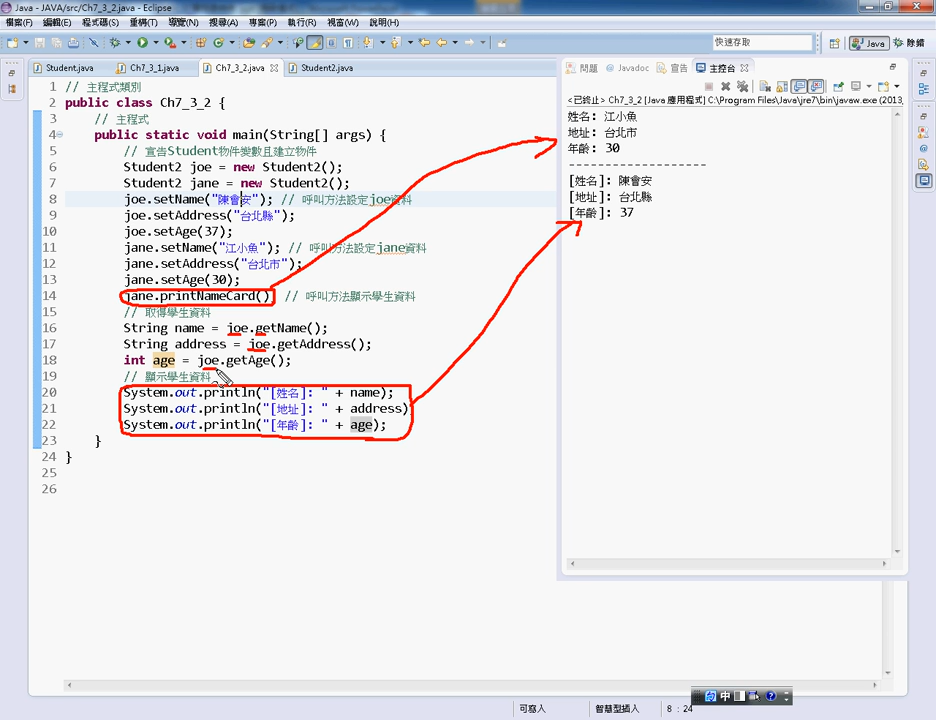 Java - JAVA/src/Ch7_3_2.java - Eclipse
檔案(F) 編輯(E) 程式碼(S) 重構(T) 導覽(N) 搜尋(A) 專案(P) 執行(R) 視窗(W) 說明(H)
快速存取
Java
除錯
Student.java Ch7_3_1.java Ch7_3_2.java Student2.java
1 // 主程式類別
2 public class Ch7_3_2 {
3 // 主程式
4 public static void main(String[] args) {
5 // 宣告Student物件變數且建立物件
6 Student2 joe = new Student2();
7 Student2 jane = new Student2();
8 joe.setName("陳會安"); // 呼叫方法設定joe資料
9 joe.setAddress("台北縣");
10 joe.setAge(37);
11 jane.setName("江小魚"); // 呼叫方法設定jane資料
12 jane.setAddress("台北市");
13 jane.setAge(30);
14 jane.printNameCard() // 呼叫方法顯示學生資料
15 // 取得學生資料
16 String name = joe.getName();
17 String address = joe.getAddress();
18 int age = joe.getAge();
19 // 顯示學生資料
20 System.out.println("[姓名]: " + name);
21 System.out.println("[地址]: " + address)
22 System.out.println("[年齡]: " + age);
23 }
24 }
25
26
問題 @ Javadoc 宣告 主控台
<已終止> Ch7_3_2 [Java 應用程式] C:\Program Files\Java\jre7\bin\javaw.exe (2013,
姓名: 江小魚
地址: 台北市
年齡: 30
-------------------
[姓名]: 陳會安
[地址]: 台北縣
[年齡]: 37
可寫入 智慧型插入 8 : 24
中